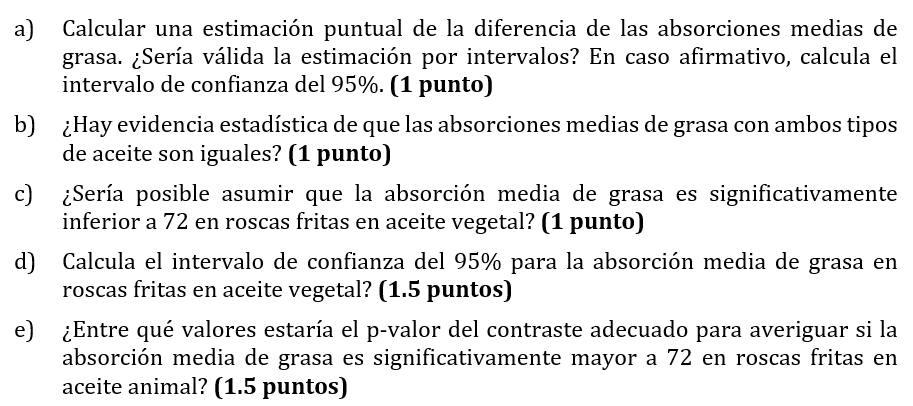 a) Calcular una estimación puntual de la diferencia de las absorciones medias de
grasa. ¿Sería válida la estimación por intervalos? En caso afirmativo, calcula el
intervalo de confianza del 95%. (1 punto)
b) ¿Hay evidencia estadística de que las absorciones medias de grasa con ambos tipos
de aceite son iguales? (1 punto)
c) ¿Sería posible asumir que la absorción media de grasa es significativamente
inferior a 72 en roscas fritas en aceite vegetal? (1 punto)
d) Calcula el intervalo de confianza del 95% para la absorción media de grasa en
roscas fritas en aceite vegetal? (1.5 puntos)
e) ¿Entre qué valores estaría el p-valor del contraste adecuado para averiguar si la
absorción media de grasa es significativamente mayor a 72 en roscas fritas en
aceite animal? (1.5 puntos)